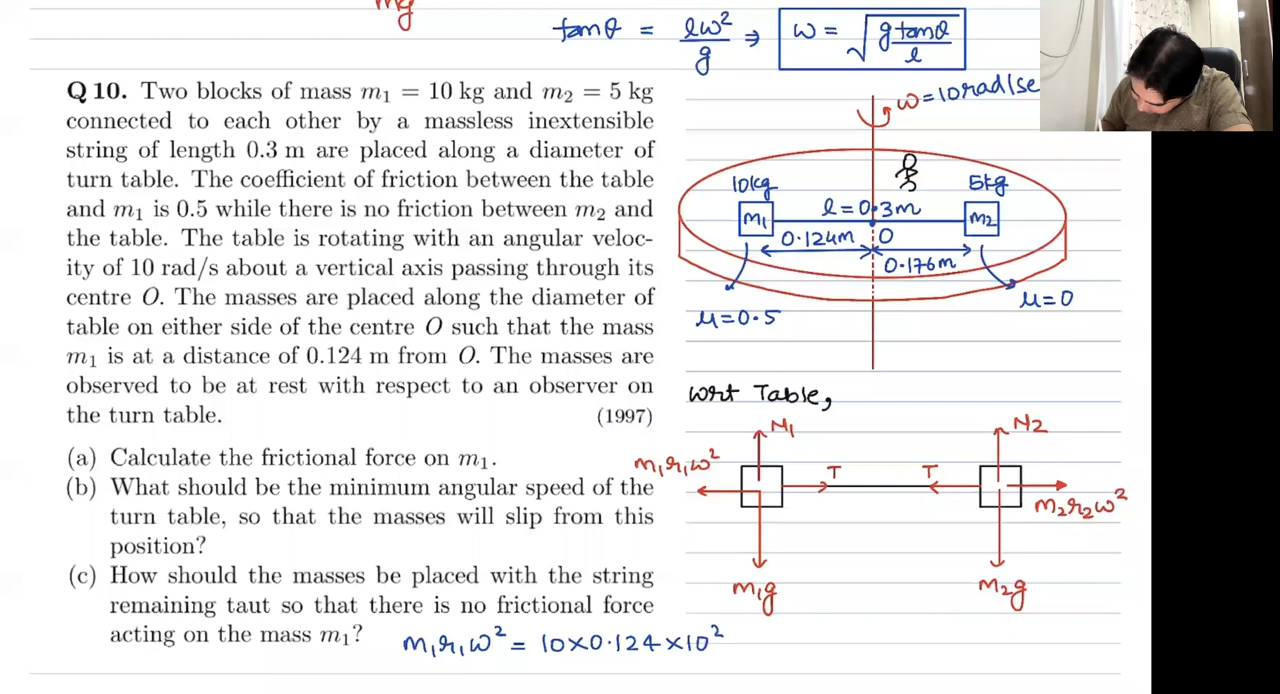 mg
tanθ = lω²/g ⇒ ω = √(g tanθ/l)
Q 10. Two blocks of mass m₁ = 10 kg and m₂ = 5 kg
connected to each other by a massless inextensible
string of length 0.3 m are placed along a diameter of
turn table. The coefficient of friction between the table
and m₁ is 0.5 while there is no friction between m₂ and
the table. The table is rotating with an angular veloc-
ity of 10 rad/s about a vertical axis passing through its
centre O. The masses are placed along the diameter of
table on either side of the centre O such that the mass
m₁ is at a distance of 0.124 m from O. The masses are
observed to be at rest with respect to an observer on
the turn table. (1997)
(a) Calculate the frictional force on m₁.
(b) What should be the minimum angular speed of the
turn table, so that the masses will slip from this
position?
(c) How should the masses be placed with the string
remaining taut so that there is no frictional force
acting on the mass m₁?
m₁r₁ω² = 10×0.124×10²
ω=10rad/se
10kg 5kg
m₁ l=0.3m m₂
0.124m O
0.176m
μ=0.5 μ=0
wrt Table,
N₁ N₂
m₁r₁ω² T T m₂r₂ω²
m₁g m₂g